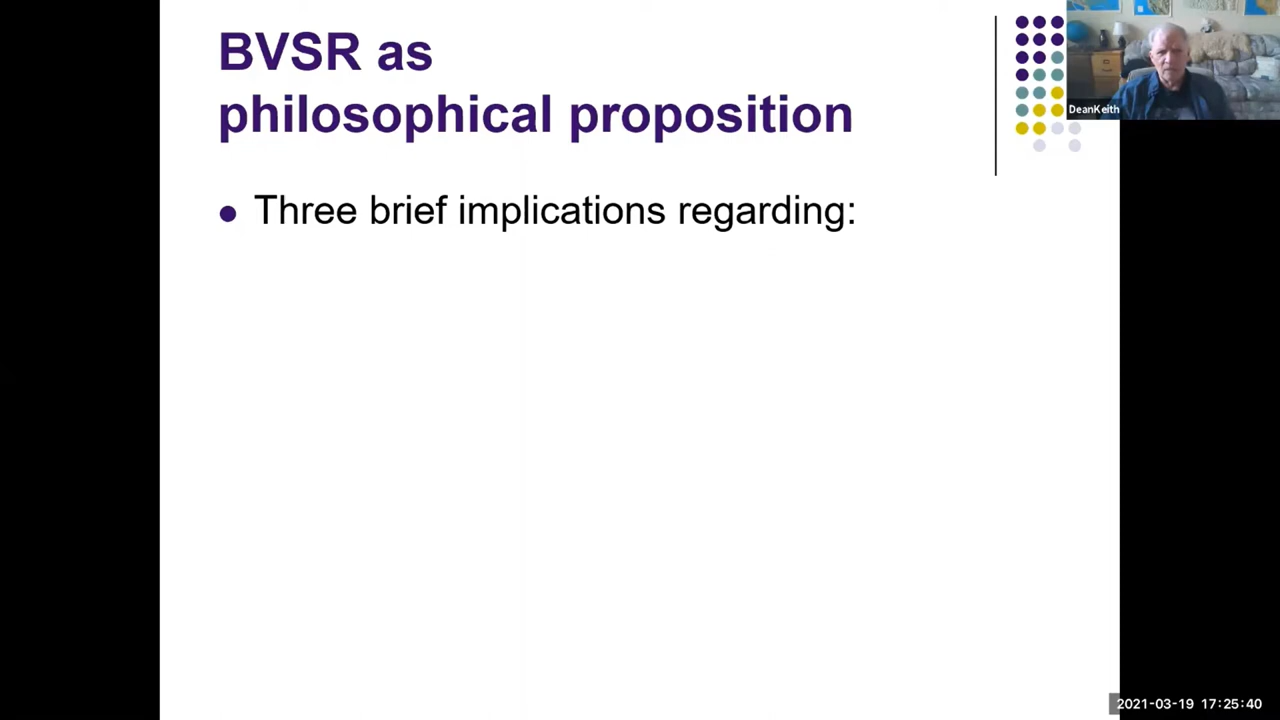 BVSR as
philosophical proposition
DeanKeith
Three brief implications regarding:
2021-03-19 17:25:40